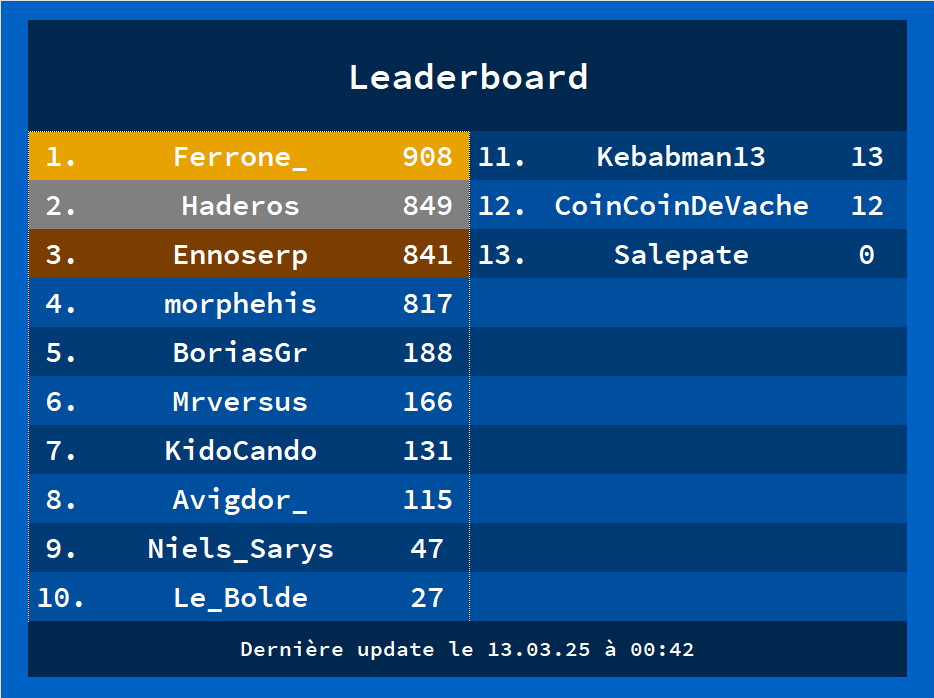 Leaderboard
1. Ferrone_ 908
2. Haderos 849
3. Ennoserp 841
4. morphehis 817
5. BoriasGr 188
6. Mrversus 166
7. KidoCando 131
8. Avigdor_ 115
9. Niels_Sarys 47
10. Le_Bolde 27
11. Kebabman13 13
12. CoinCoinDeVache 12
13. Salepate 0
Dernière update le 13.03.25 à 00:42